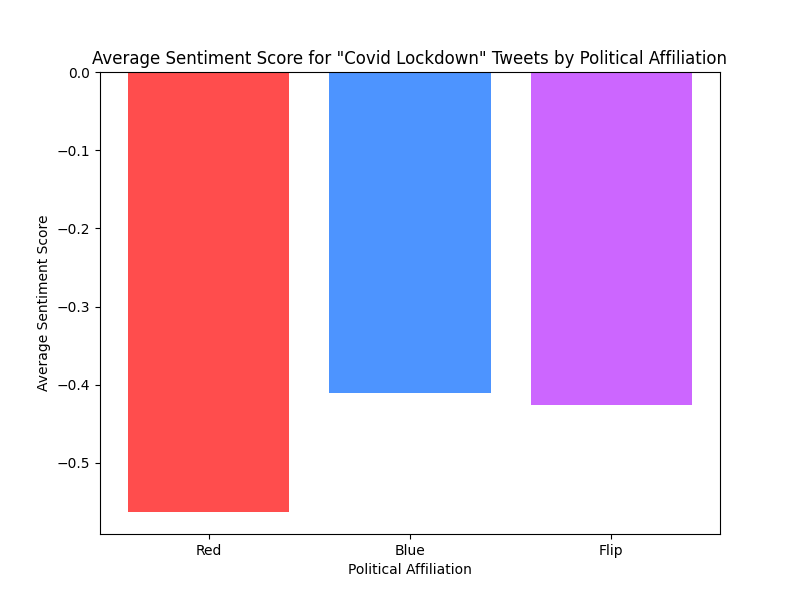 Average Sentiment Score for "Covid Lockdown" Tweets by Political Affiliation
0.0
−0.1
−0.2
−0.3
−0.4
−0.5
Average Sentiment Score
Red Blue Flip
Political Affiliation